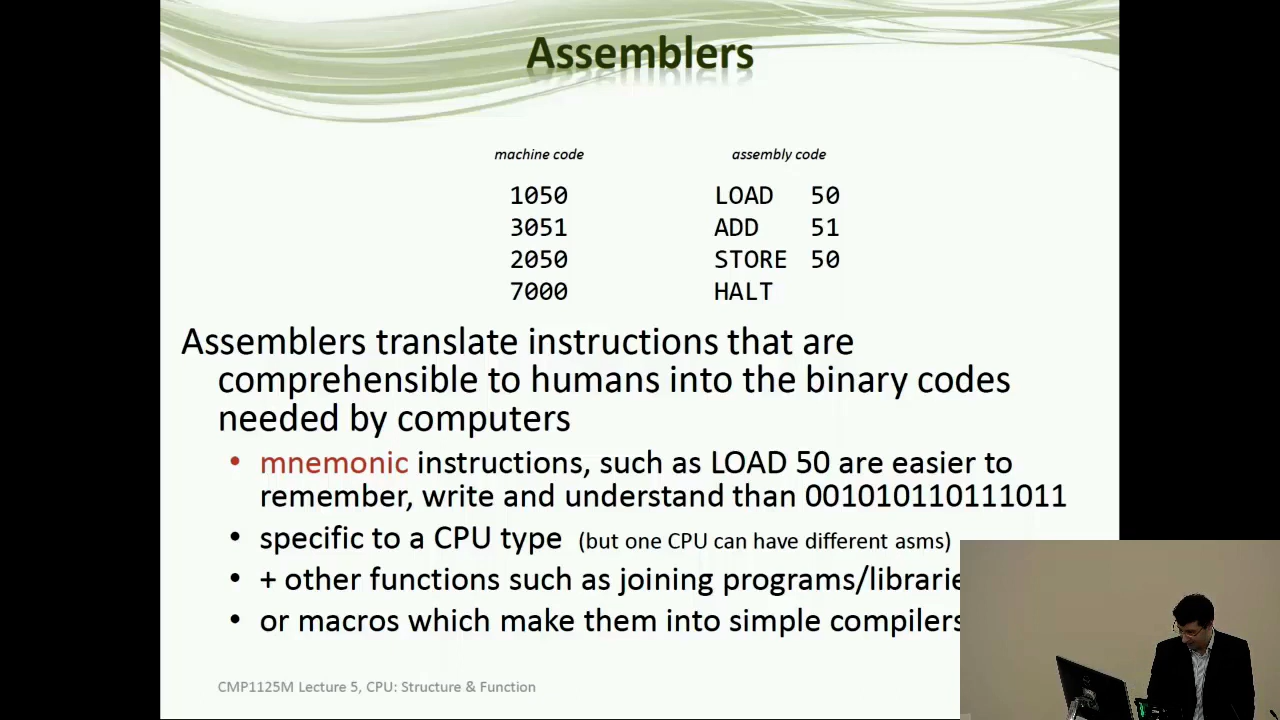 Assemblers
machine code assembly code
1050 LOAD 50
3051 ADD 51
2050 STORE 50
7000 HALT
Assemblers translate instructions that are
comprehensible to humans into the binary codes
needed by computers
• mnemonic instructions, such as LOAD 50 are easier to
remember, write and understand than 001010110111011
• specific to a CPU type (but one CPU can have different asms)
• + other functions such as joining programs/librarie
• or macros which make them into simple compilers
CMP1125M Lecture 5, CPU: Structure & Function